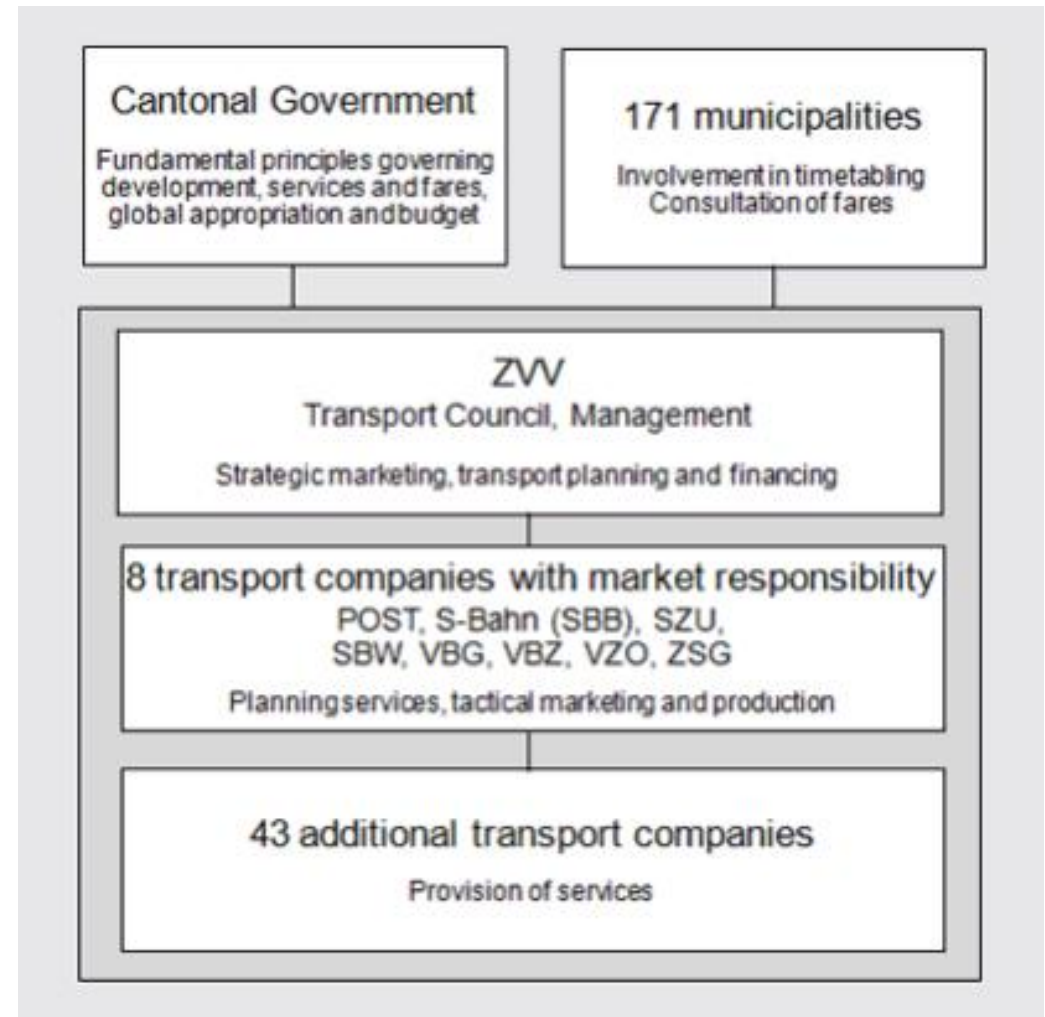 Cantonal Government
Fundamental principles governing
development, services and fares,
global appropriation and budget
171 municipalities
Involvement in timetabling
Consultation of fares
ZVV
Transport Council, Management
Strategic marketing, transport planning and financing
8 transport companies with market responsibility
POST, S-Bahn (SBB), SZU,
SBW, VBG, VBZ, VZO, ZSG
Planning services, tactical marketing and production
43 additional transport companies
Provision of services